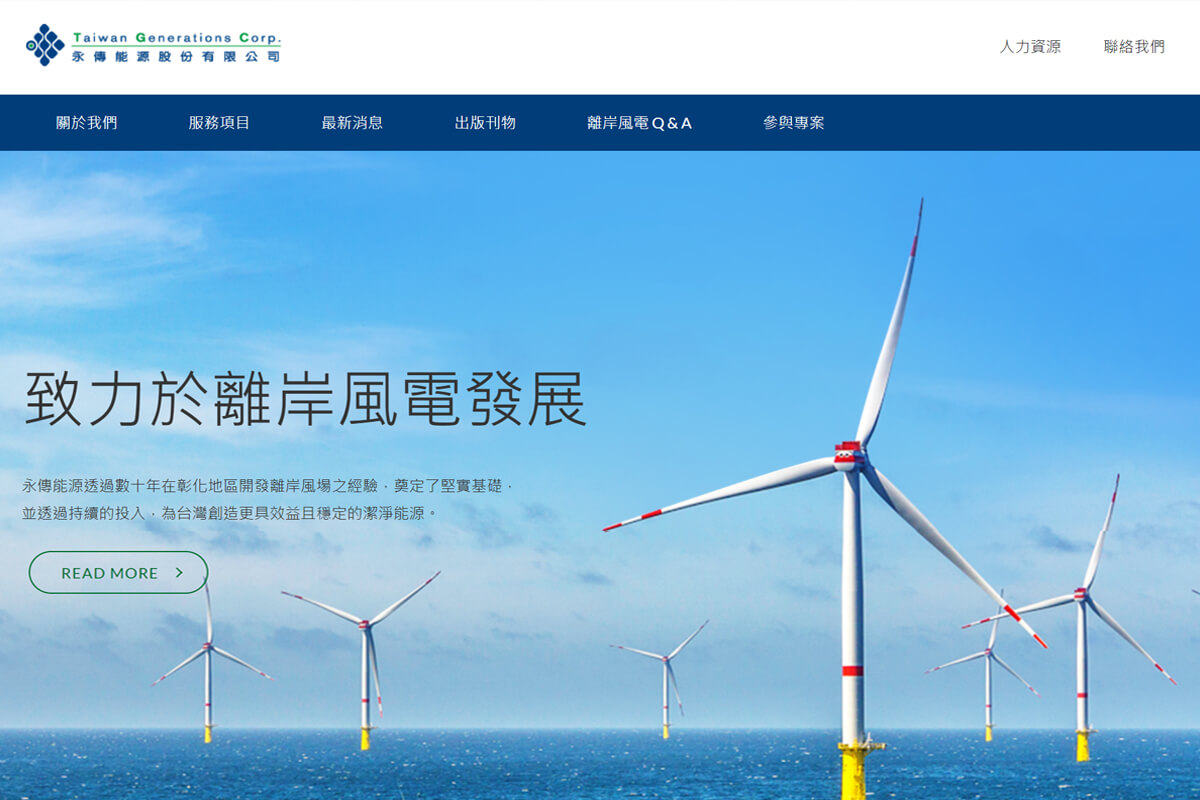 Taiwan Generations Corp.
永傳能源股份有限公司
人力資源 聯絡我們
關於我們 服務項目 最新消息 出版刊物 離岸風電 Q & A 參與專案
致力於離岸風電發展
永傳能源透過數十年在彰化地區開發離岸風場之經驗，奠定了堅實基礎，
並透過持續的投入，為台灣創造更具效益且穩定的潔淨能源。
READ MORE